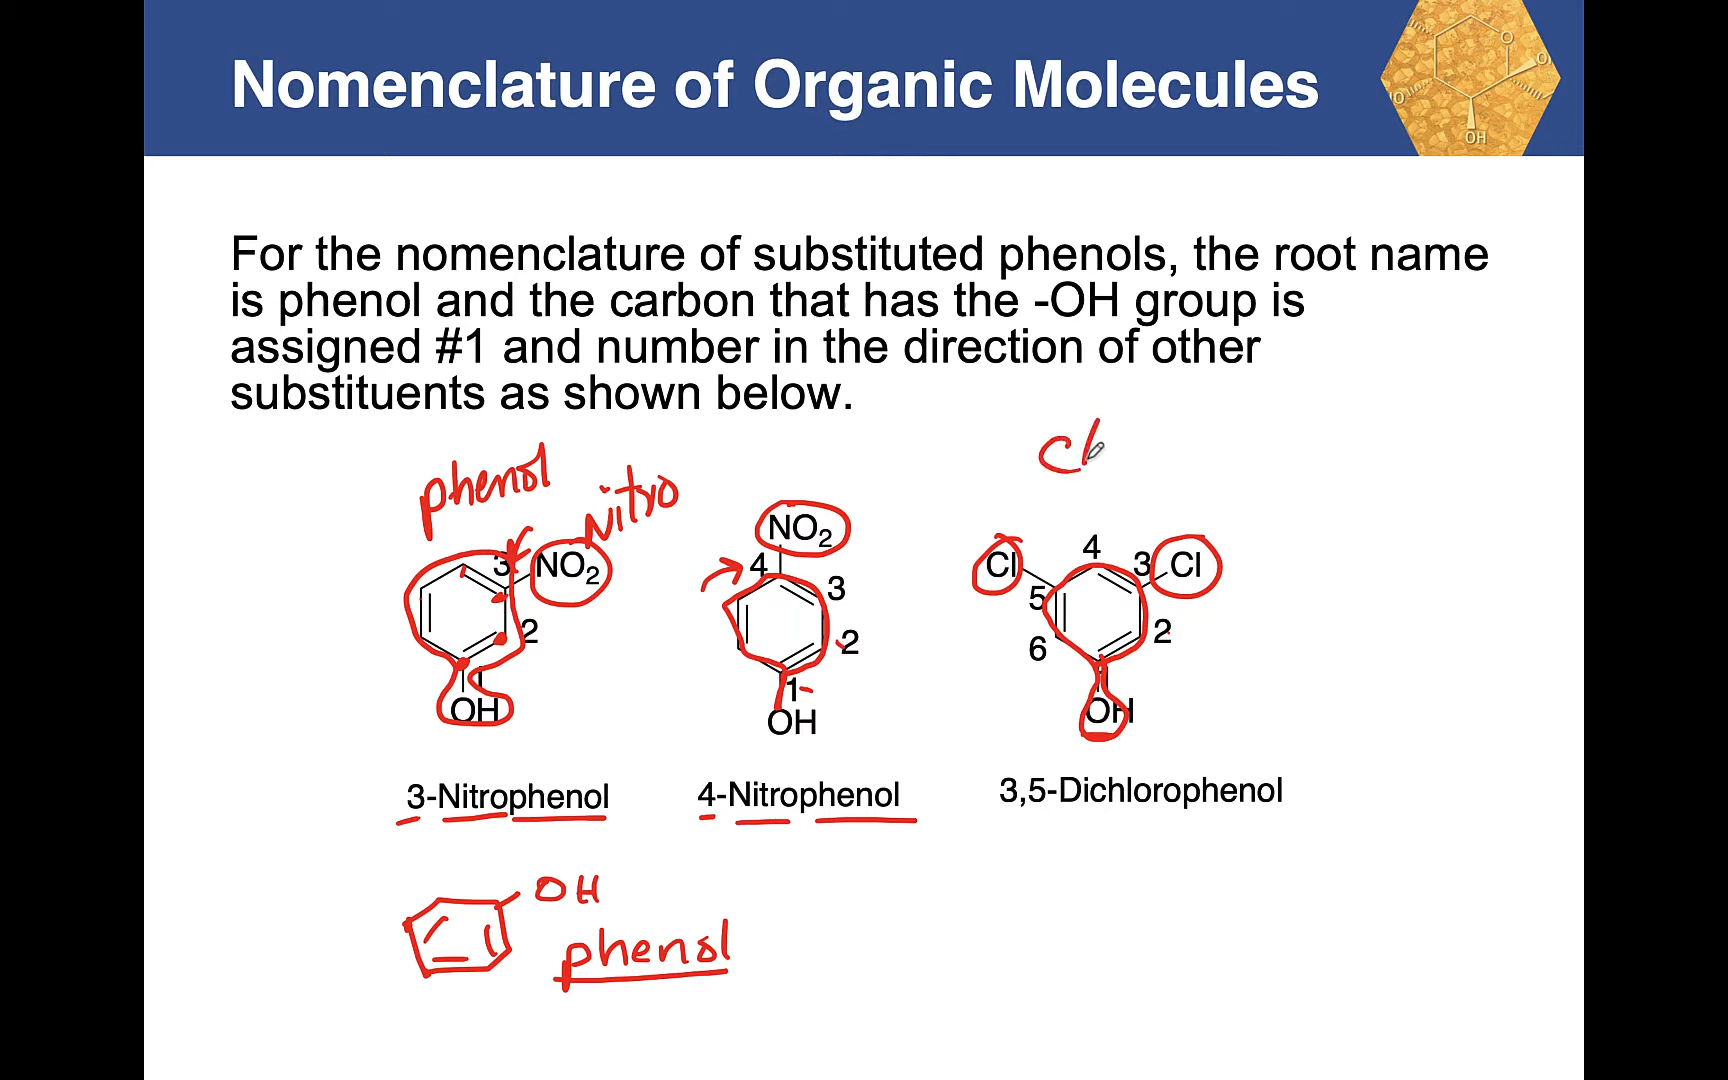 Nomenclature of Organic Molecules
O
O
O
OH
For the nomenclature of substituted phenols, the root name
is phenol and the carbon that has the -OH group is
assigned #1 and number in the direction of other
substituents as shown below.
phenol
Nitro
Ch
3 NO2
2
OH
NO2
4
3
2
1
OH
Cl 4 3 Cl
5
6 2
OH
3-Nitrophenol 4-Nitrophenol 3,5-Dichlorophenol
OH
phenol